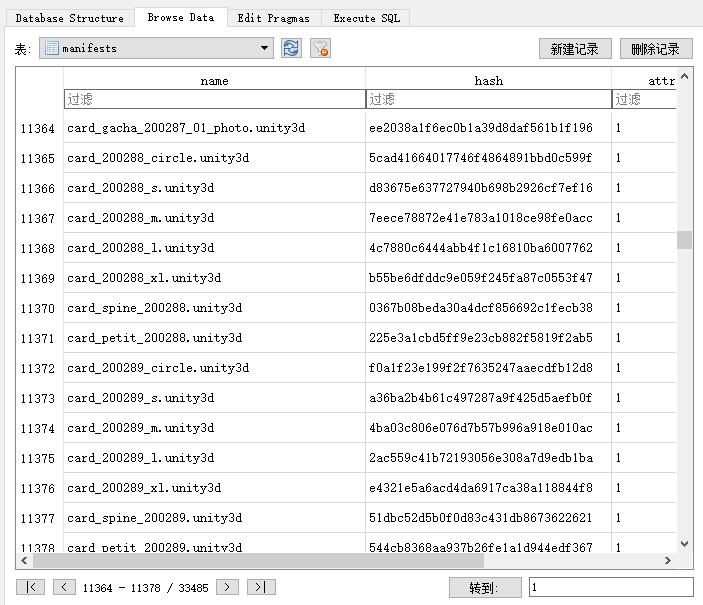 Database Structure Browse Data Edit Pragmas Execute SQL
表: manifests 新建记录 删除记录
name hash attr
过滤 过滤 过滤
11364 card_gacha_200287_01_photo.unity3d ee2038a1f6ec0b1a39d8daf561b1f196 1
11365 card_200288_circle.unity3d 5cad41664017746f4864891bbd0c599f 1
11366 card_200288_s.unity3d d83675e637727940b698b2926cf7ef16 1
11367 card_200288_m.unity3d 7eece78872e41e783a1018ce98fe0acc 1
11368 card_200288_l.unity3d 4c7880c6444abb4f1c16810ba6007762 1
11369 card_200288_xl.unity3d b55be6dfddc9e059f245fa87c0553f47 1
11370 card_spine_200288.unity3d 0367b08beda30a4dcf856692c1fecb38 1
11371 card_petit_200288.unity3d 225e3a1cbd5ff9e23cb882f5819f2ab5 1
11372 card_200289_circle.unity3d f0a1f23e199f2f7635247aaecdfb12d8 1
11373 card_200289_s.unity3d a36ba2b4b61c497287a9f425d5aefb0f 1
11374 card_200289_m.unity3d 4ba03c806e076d7b57b996a918e010ac 1
11375 card_200289_l.unity3d 2ac559c41b72193056e308a7d9edb1ba 1
11376 card_200289_xl.unity3d e4321e5a6acd4da6917ca38a118844f8 1
11377 card_spine_200289.unity3d 51dbc52d5b0f0d83c431db8673622621 1
11378 card_petit_200289.unity3d 544cb8368aa937b26fe1a1d944edf367 1
|< < 11364 - 11378 / 33485 > >| 转到: 1